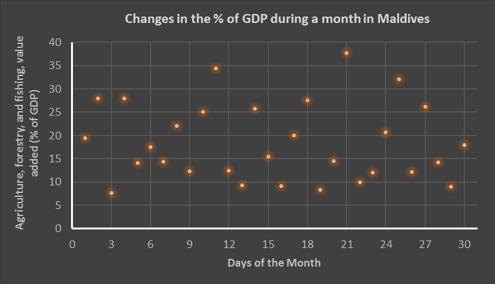 Changes in the % of GDP during a month in Maldives
Agriculture, forestry, and fishing, value
added (% of GDP)
40
35
30
25
20
15
10
5
0
0 3 6 9 12 15 18 21 24 27 30
Days of the Month